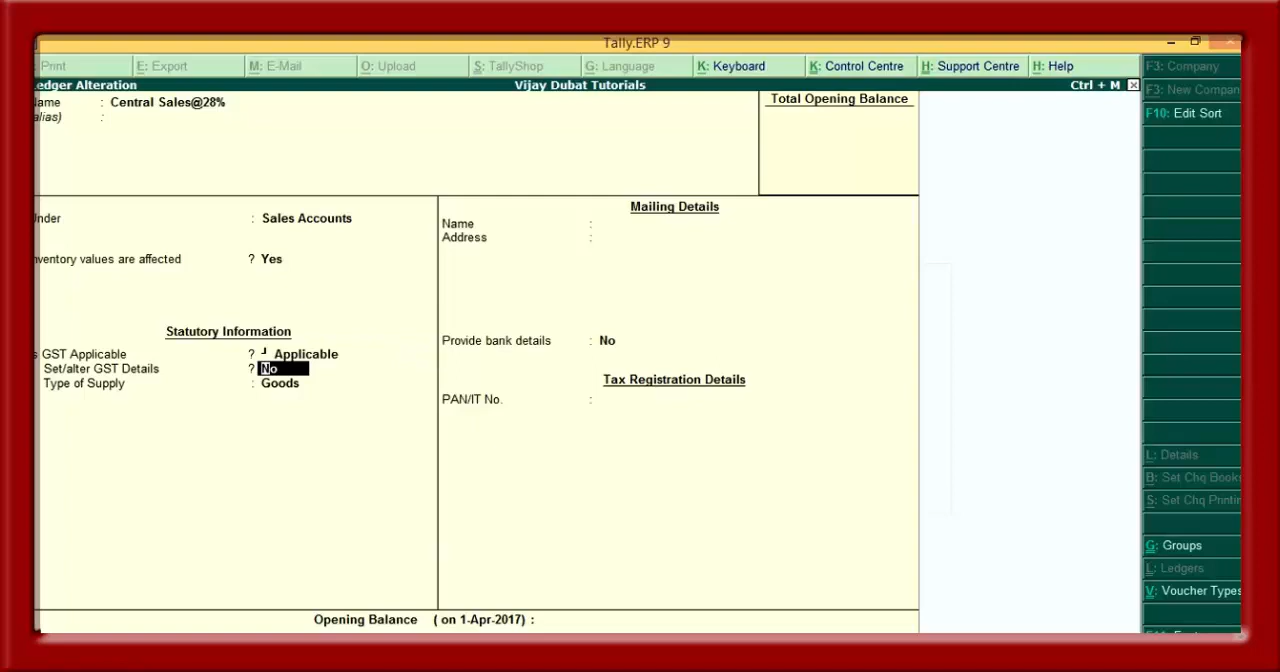 Tally.ERP 9
Print E: Export M: E-Mail O: Upload S: TallyShop G: Language K: Keyboard K: Control Centre H: Support Centre H: Help
edger Alteration Vijay Dubat Tutorials Ctrl + M
ame : Central Sales@28%
alias) :
Total Opening Balance
Under : Sales Accounts
nventory values are affected ? Yes
Statutory Information
s GST Applicable ? ┘ Applicable
Set/alter GST Details ? No
Type of Supply : Goods
Mailing Details
Name :
Address :
Provide bank details : No
Tax Registration Details
PAN/IT No. :
Opening Balance ( on 1-Apr-2017) :
F3: Company
F3: New Compan
F10: Edit Sort
L: Details
B: Set Chq Book
S: Set Chq Printin
G: Groups
L: Ledgers
V: Voucher Types